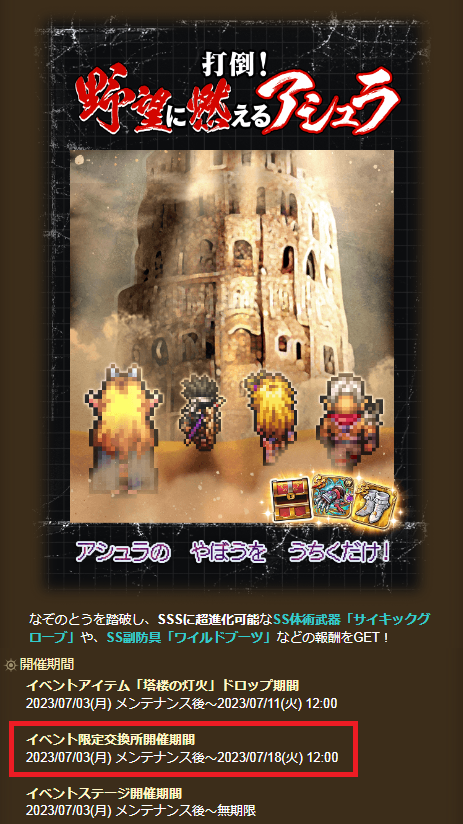 打倒!
野望に燃えるアシュラ
アシュラの やぼうを うちくだけ!
なぞのとうを踏破し、SSSに超進化可能なSS体術武器「サイキックグ
ローブ」や、SS副防具「ワイルドブーツ」などの報酬をGET!
開催期間
イベントアイテム「塔楼の灯火」ドロップ期間
2023/07/03(月) メンテナンス後~2023/07/11(火) 12:00
イベント限定交換所開催期間
2023/07/03(月) メンテナンス後~2023/07/18(火) 12:00
イベントステージ開催期間
2023/07/03(月) メンテナンス後~無期限